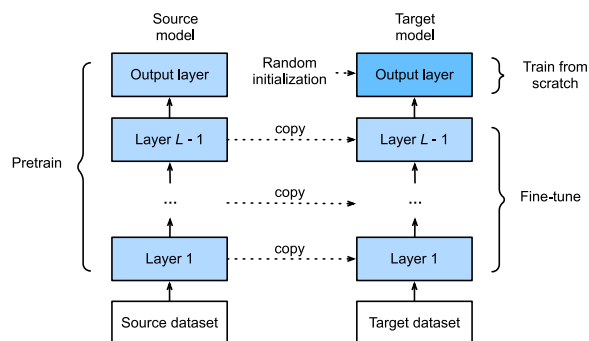 Source
model
Target
model
Output layer
Random
initialization
Output layer
Train from
scratch
Layer L - 1
copy
Layer L - 1
Pretrain
...
copy
...
Fine-tune
Layer 1
copy
Layer 1
Source dataset
Target dataset